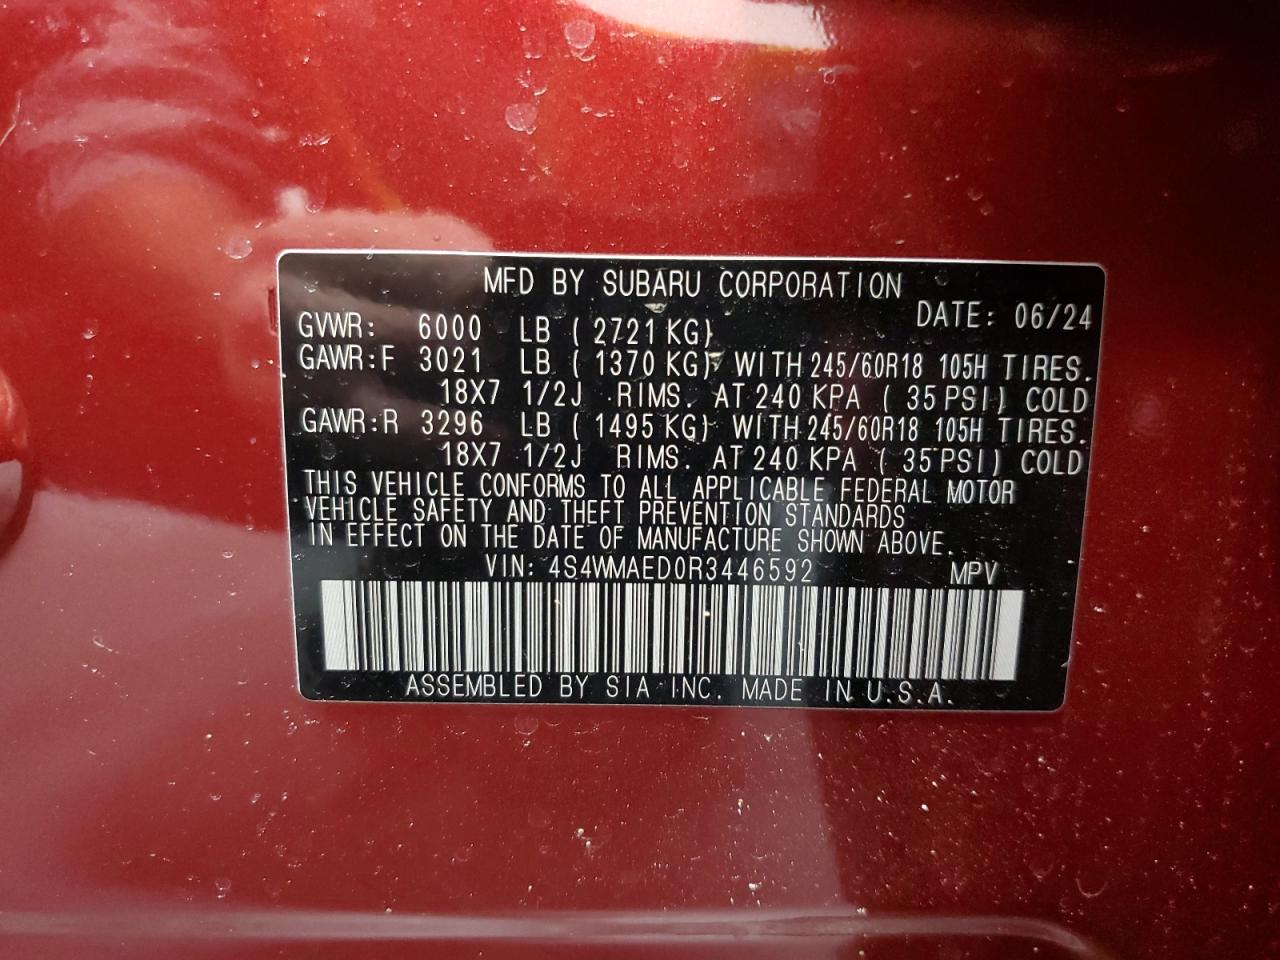 MFD BY SUBARU CORPORATION
DATE: 06/24
GVWR: 6000 LB ( 2721 KG)
GAWR:F 3021 LB ( 1370 KG) WITH 245/60R18 105H TIRES.
18X7 1/2J RIMS. AT 240 KPA ( 35 PSI) COLD
GAWR:R 3296 LB ( 1495 KG) WITH 245/60R18 105H TIRES.
18X7 1/2J RIMS. AT 240 KPA ( 35 PSI) COLD
THIS VEHICLE CONFORMS TO ALL APPLICABLE FEDERAL MOTOR
VEHICLE SAFETY AND THEFT PREVENTION STANDARDS
IN EFFECT ON THE DATE OF MANUFACTURE SHOWN ABOVE.
VIN: 4S4WMAED0R3446592 MPV
ASSEMBLED BY SIA INC. MADE IN U.S.A.